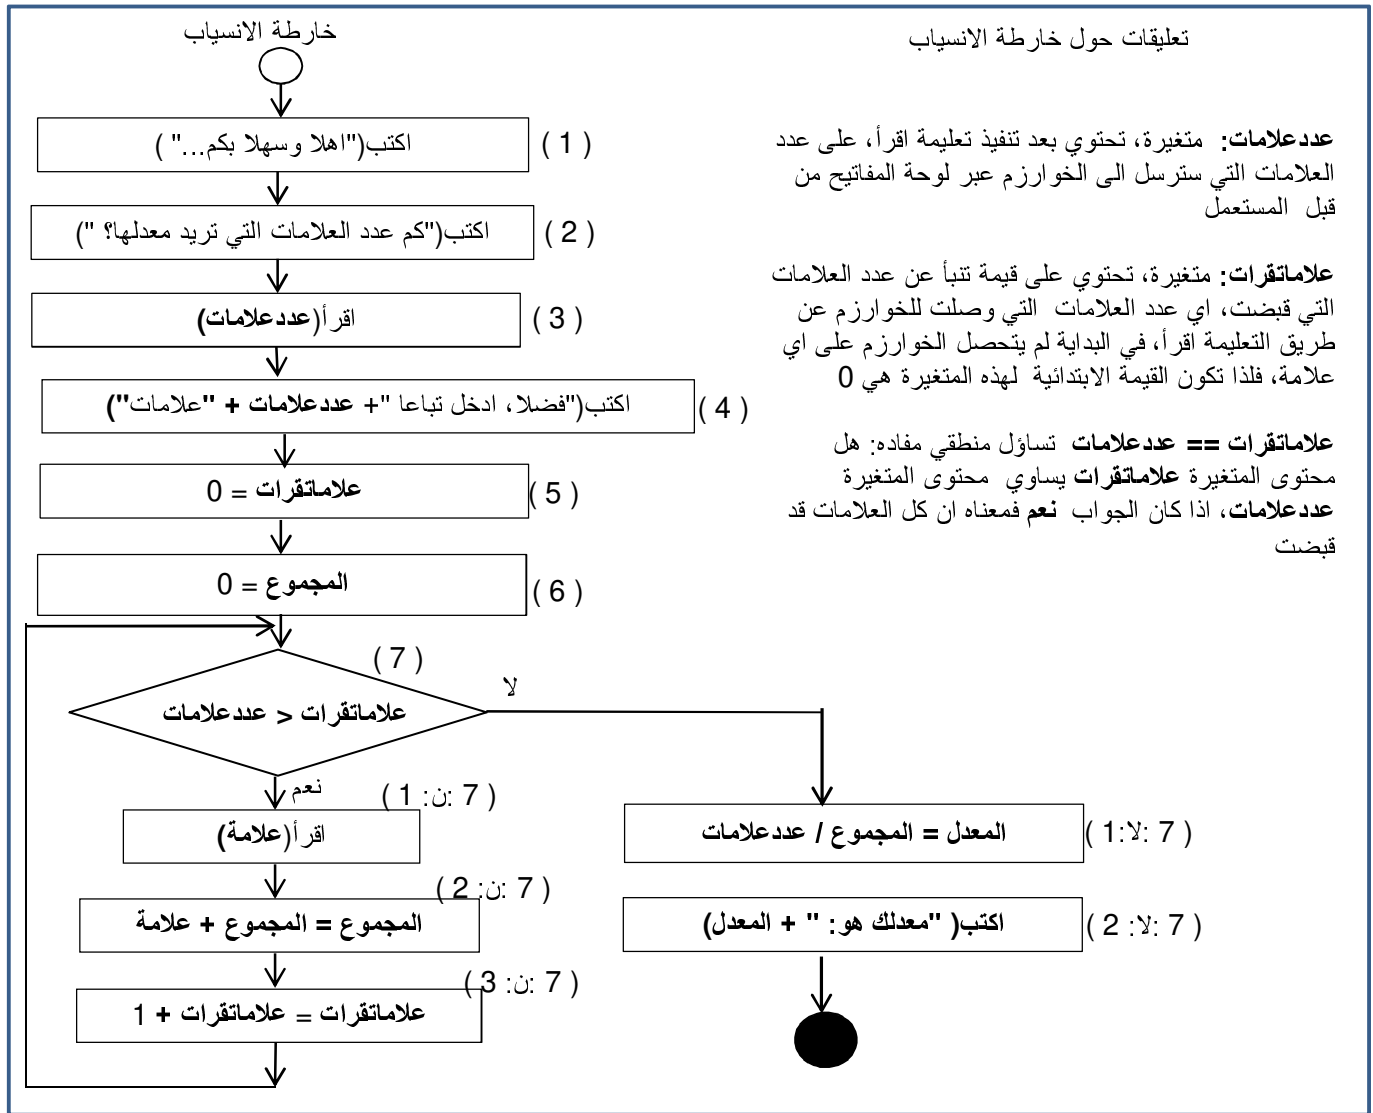 خارطة الانسياب
اكتب("اهلا وسهلا بكم..." )
( 1 )
اكتب("كم عدد العلامات التي تريد معدلها؟ ")
( 2 )
اقرأ(عددعلامات)
( 3 )
اكتب("فضلا، ادخل تباعا "+ عددعلامات + "علامات")
( 4 )
علاماتقرات = 0
( 5 )
المجموع = 0
( 6 )
( 7 )
علاماتقرات < عددعلامات
لا
نعم
( 7 :ن: 1 )
اقرأ(علامة)
( 7 :ن: 2 )
المجموع = المجموع + علامة
( 7 :ن: 3 )
علاماتقرات = علاماتقرات + 1
المعدل = المجموع / عددعلامات
( 7 :لا:1 )
اكتب( "معدلك هو: " + المعدل)
( 7 :لا: 2 )
تعليقات حول خارطة الانسياب
عددعلامات: متغيرة، تحتوي بعد تنفيذ تعليمة اقرأ، على عدد
العلامات التي سترسل الى الخوارزم عبر لوحة المفاتيح من
قبل المستعمل
علاماتقرات: متغيرة، تحتوي على قيمة تنبأ عن عدد العلامات
التي قبضت، اي عدد العلامات التي وصلت للخوارزم عن
طريق التعليمة اقرأ، في البداية لم يتحصل الخوارزم على اي
علامة، فلذا تكون القيمة الابتدائية لهذه المتغيرة هي 0
علاماتقرات == عددعلامات تساؤل منطقي مفاده: هل
محتوى المتغيرة علاماتقرات يساوي محتوى المتغيرة
عددعلامات، اذا كان الجواب نعم فمعناه ان كل العلامات قد
قبضت